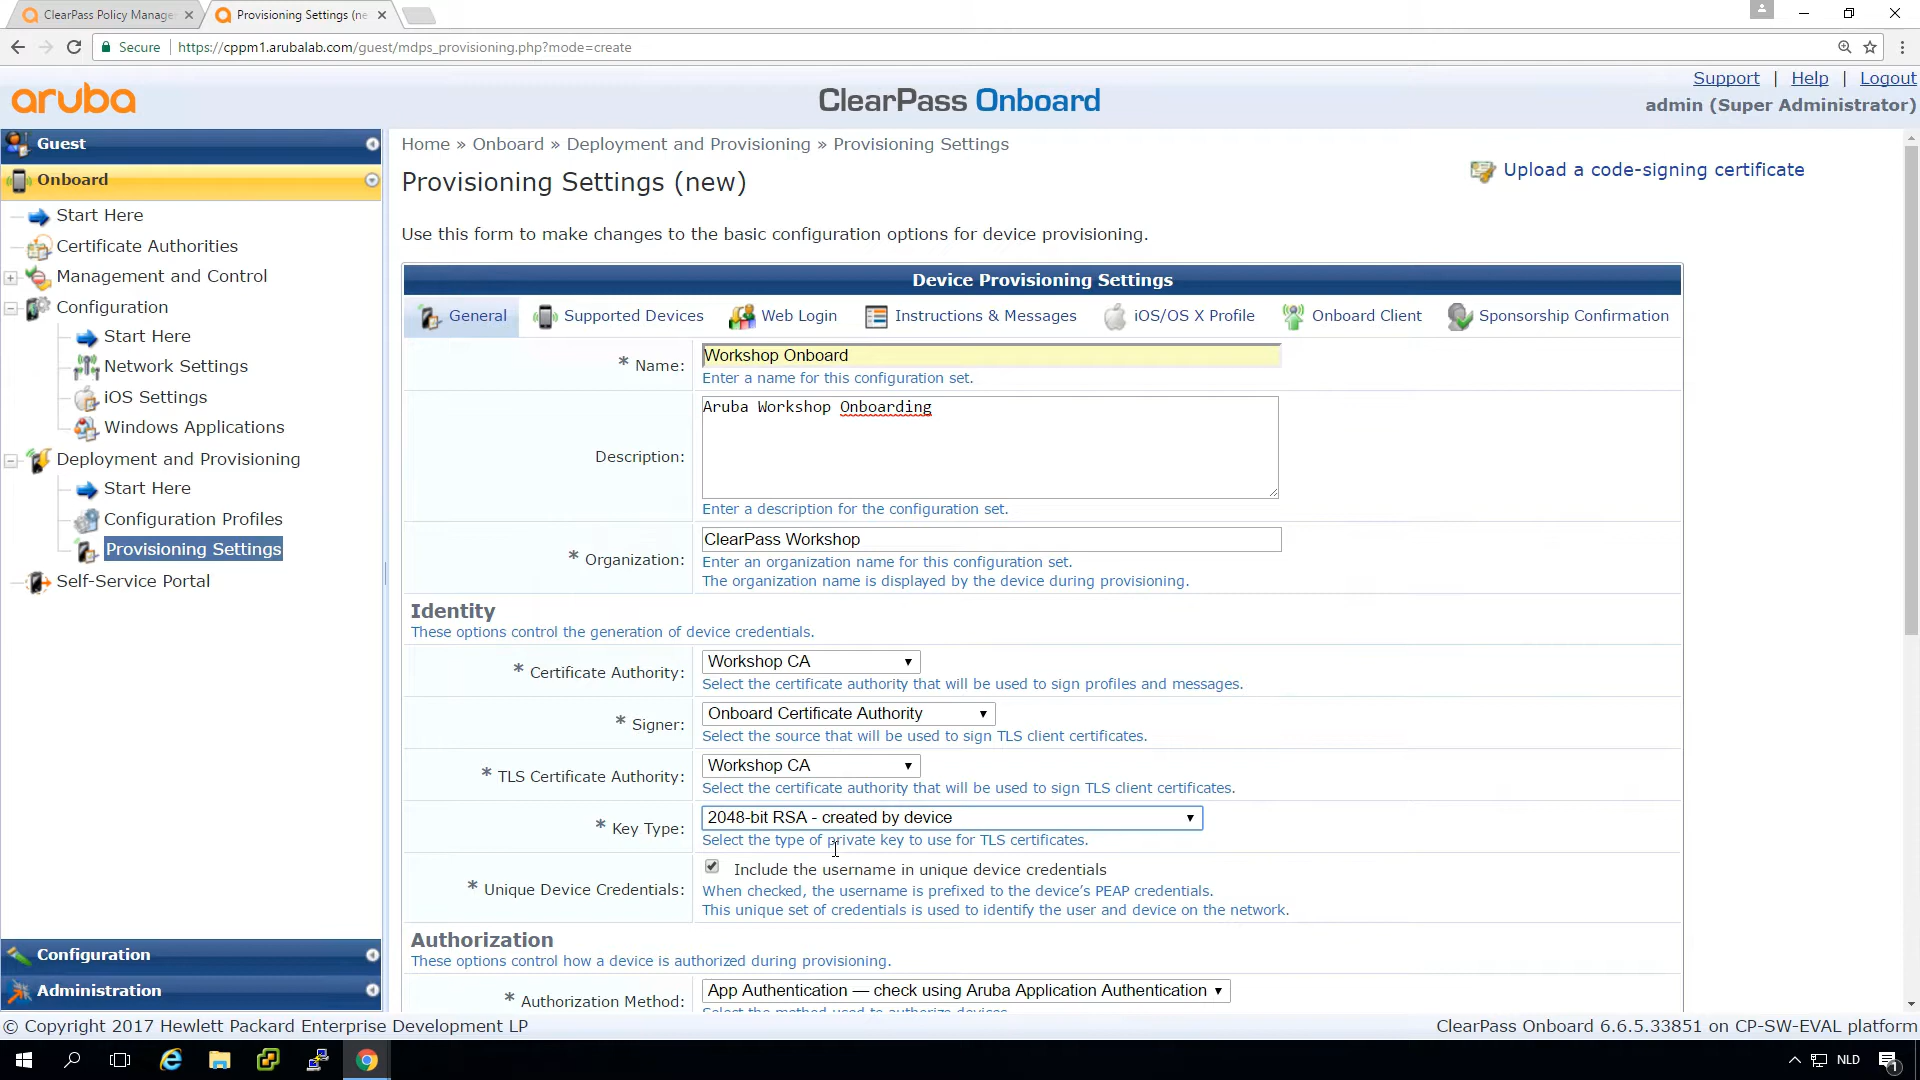 ClearPass Policy Manage
Provisioning Settings (ne
Secure
https://cppm1.arubalab.com/guest/mdps_provisioning.php?mode=create
Support | Help | Logout
aruba
ClearPass Onboard
admin (Super Administrator)
Guest
Onboard
Start Here
Certificate Authorities
Management and Control
Configuration
Start Here
Network Settings
iOS Settings
Windows Applications
Deployment and Provisioning
Start Here
Configuration Profiles
Provisioning Settings
Self-Service Portal
Configuration
Administration
Home » Onboard » Deployment and Provisioning » Provisioning Settings
Upload a code-signing certificate
Provisioning Settings (new)
Use this form to make changes to the basic configuration options for device provisioning.
Device Provisioning Settings
General
Supported Devices
Web Login
Instructions & Messages
iOS/OS X Profile
Onboard Client
Sponsorship Confirmation
* Name:
Workshop Onboard
Enter a name for this configuration set.
Description:
Aruba Workshop Onboarding
Enter a description for the configuration set.
* Organization:
ClearPass Workshop
Enter an organization name for this configuration set.
The organization name is displayed by the device during provisioning.
Identity
These options control the generation of device credentials.
* Certificate Authority:
Workshop CA
Select the certificate authority that will be used to sign profiles and messages.
* Signer:
Onboard Certificate Authority
Select the source that will be used to sign TLS client certificates.
* TLS Certificate Authority:
Workshop CA
Select the certificate authority that will be used to sign TLS client certificates.
* Key Type:
2048-bit RSA - created by device
Select the type of private key to use for TLS certificates.
* Unique Device Credentials:
Include the username in unique device credentials
When checked, the username is prefixed to the device's PEAP credentials.
This unique set of credentials is used to identify the user and device on the network.
Authorization
These options control how a device is authorized during provisioning.
* Authorization Method:
App Authentication — check using Aruba Application Authentication
Select the method used to authorize devices.
© Copyright 2017 Hewlett Packard Enterprise Development LP
ClearPass Onboard 6.6.5.33851 on CP-SW-EVAL platform
NLD
1